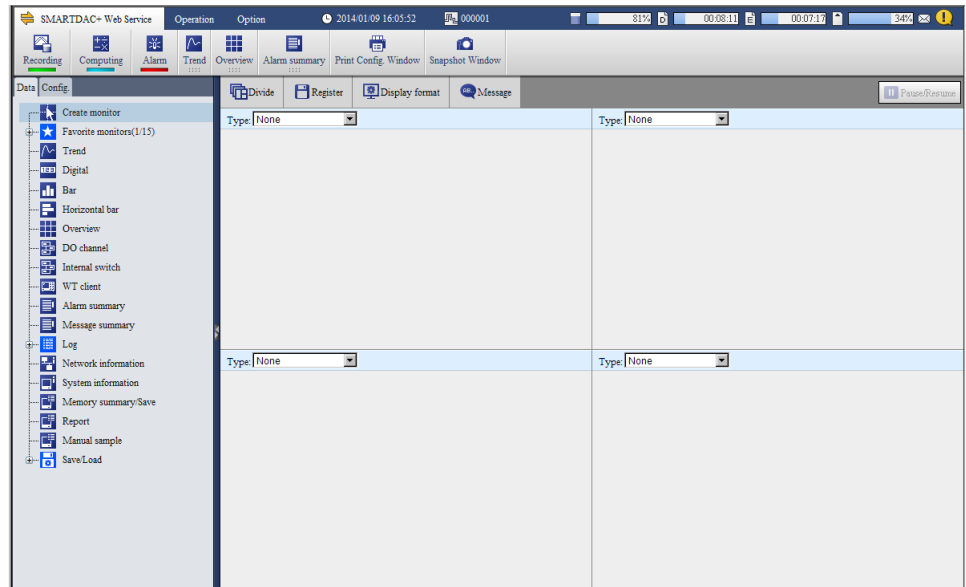 SMARTDAC+ Web Service Operation Option 2014/01/09 16:05:52 000001 81% D 00:08:11 E 00:07:17 34%
Recording Computing Alarm Trend Overview Alarm summary Print Config. Window Snapshot Window
Data Config.
Divide Register Display format Message Pause/Resume
Create monitor
Favorite monitors(1/15)
Trend
Digital
Bar
Horizontal bar
Overview
DO channel
Internal switch
WT client
Alarm summary
Message summary
Log
Network information
System information
Memory summary/Save
Report
Manual sample
Save/Load
Type: None
Type: None
Type: None
Type: None